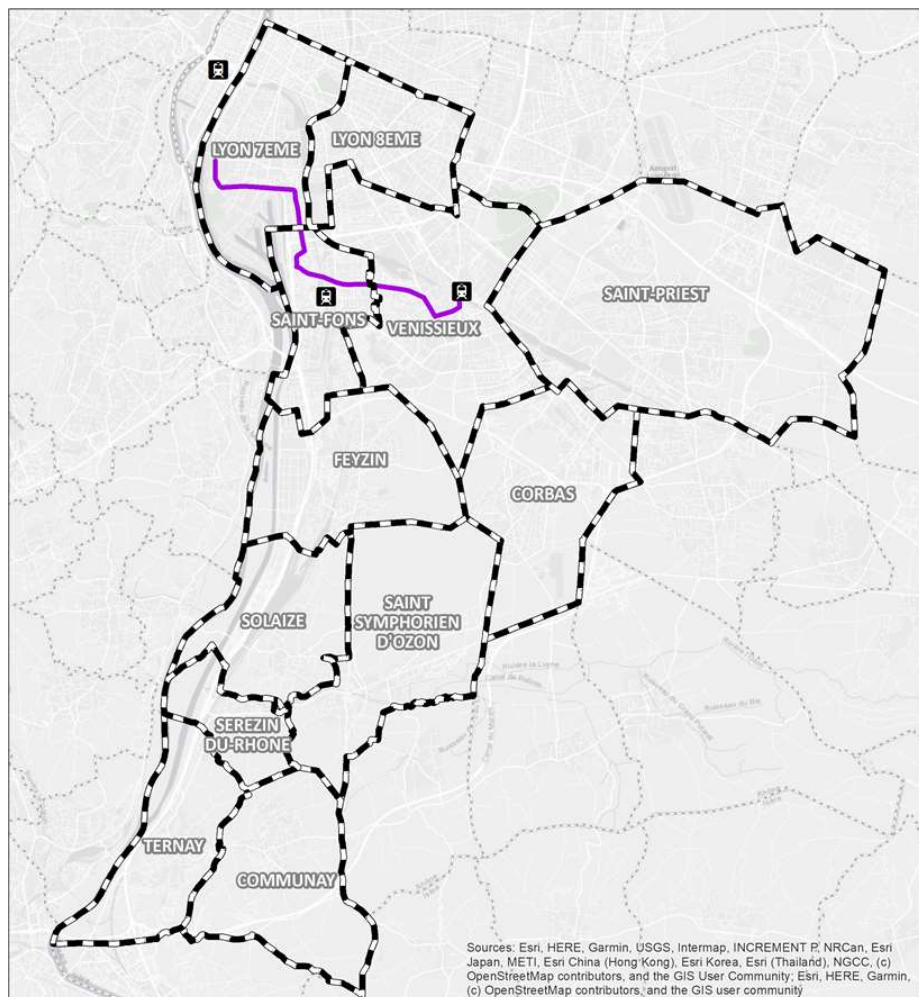 LYON 7EME
LYON 8EME
SAINT-PRIEST
SAINT-FONS
VENISSIEUX
FEYZIN
CORBAS
SOLAIZE
SAINT
SYMPHORIEN
D'OZON
SEREZIN
DU-RHONE
TERNAY
COMMUNAY
Sources: Esri, HERE, Garmin, USGS, Intermap, INCREMENT P, NRCan, Esri
Japan, METI, Esri China (Hong Kong), Esri Korea, Esri (Thailand), NGCC, (c)
OpenStreetMap contributors, and the GIS User Community; Esri, HERE, Garmin,
(c) OpenStreetMap contributors, and the GIS user community